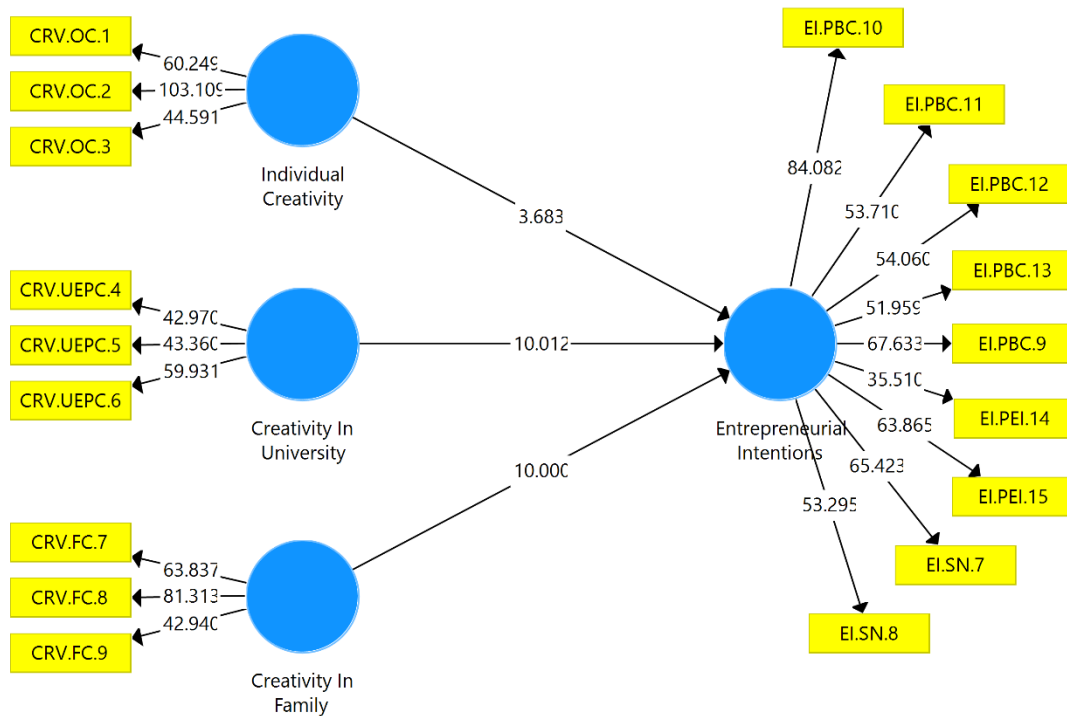 CRV.OC.1
CRV.OC.2
CRV.OC.3
60.249
103.109
44.591
Individual
Creativity
3.683
CRV.UEPC.4
CRV.UEPC.5
CRV.UEPC.6
42.970
43.360
59.931
Creativity In
University
10.012
CRV.FC.7
CRV.FC.8
CRV.FC.9
63.837
81.313
42.940
Creativity In
Family
10.000
Entrepreneurial
Intentions
84.082
53.710
54.060
51.959
67.633
35.510
63.865
65.423
53.295
EI.PBC.10
EI.PBC.11
EI.PBC.12
EI.PBC.13
EI.PBC.9
EI.PEI.14
EI.PEI.15
EI.SN.7
EI.SN.8